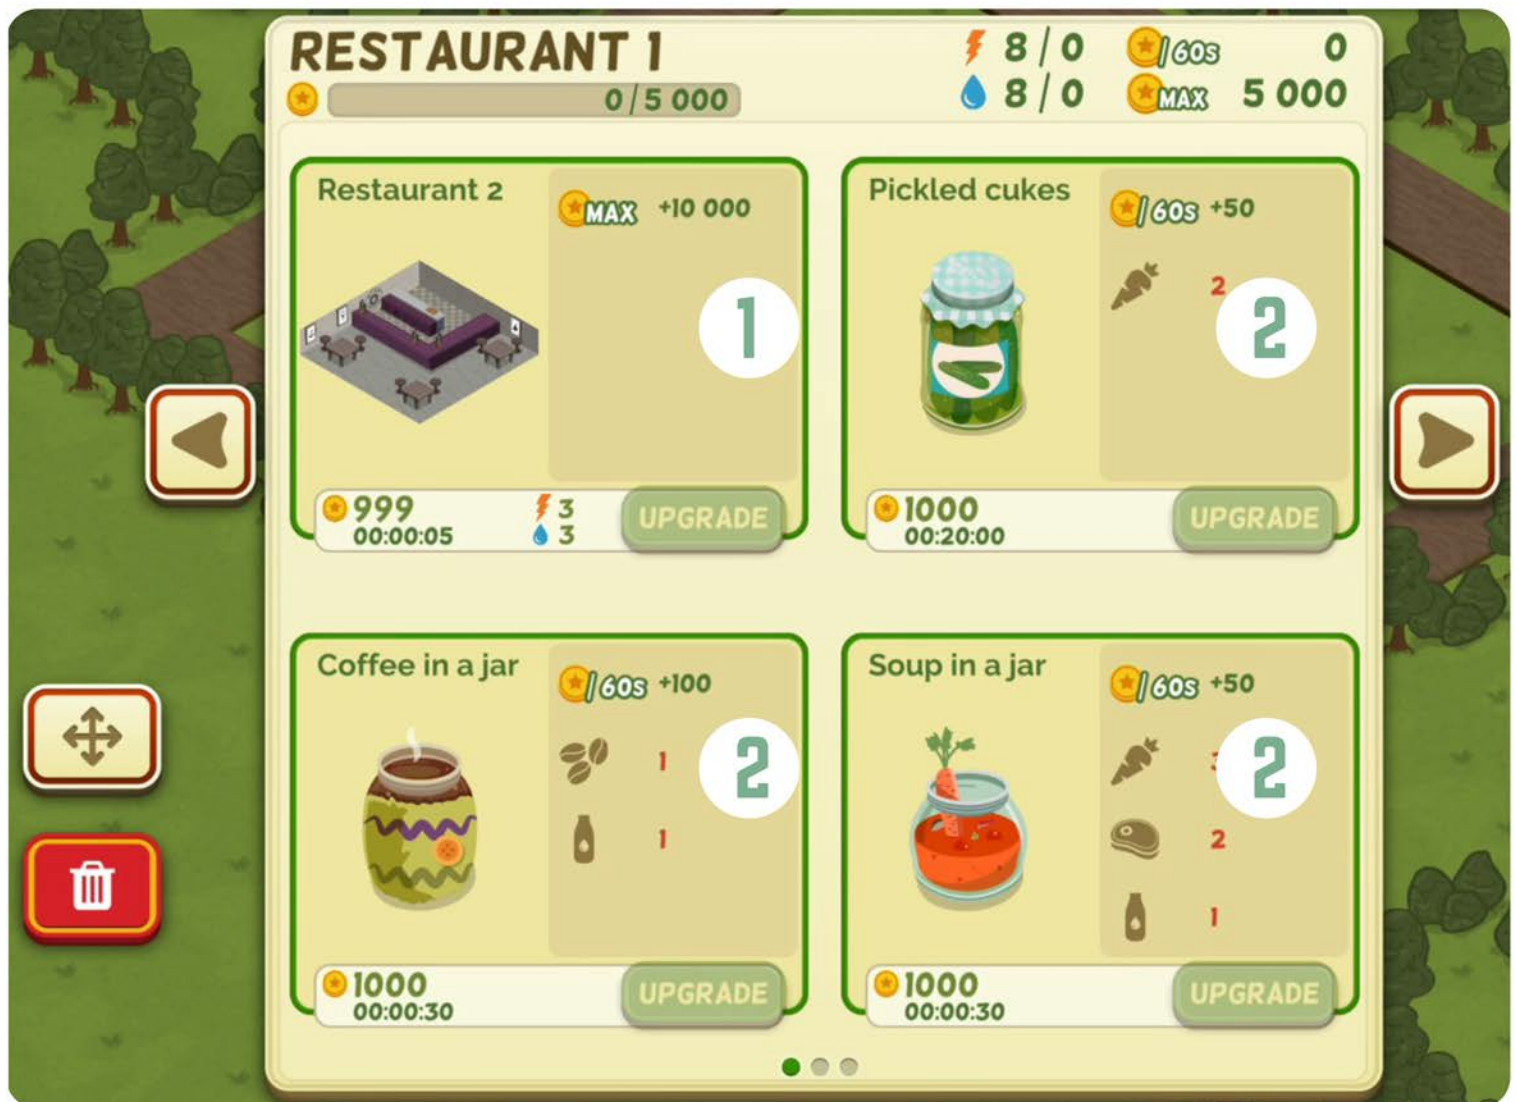 RESTAURANT 1
8/0
/60s 0
0/5 000
8/0
MAX 5 000
Restaurant 2
MAX +10 000
1
999
00:00:05
3
3
UPGRADE
Pickled cukes
/60s +50
2
2
1000
00:20:00
UPGRADE
Coffee in a jar
/60s +100
1
2
1
1000
00:00:30
UPGRADE
Soup in a jar
/60s +50
2
2
1
1000
00:00:30
UPGRADE